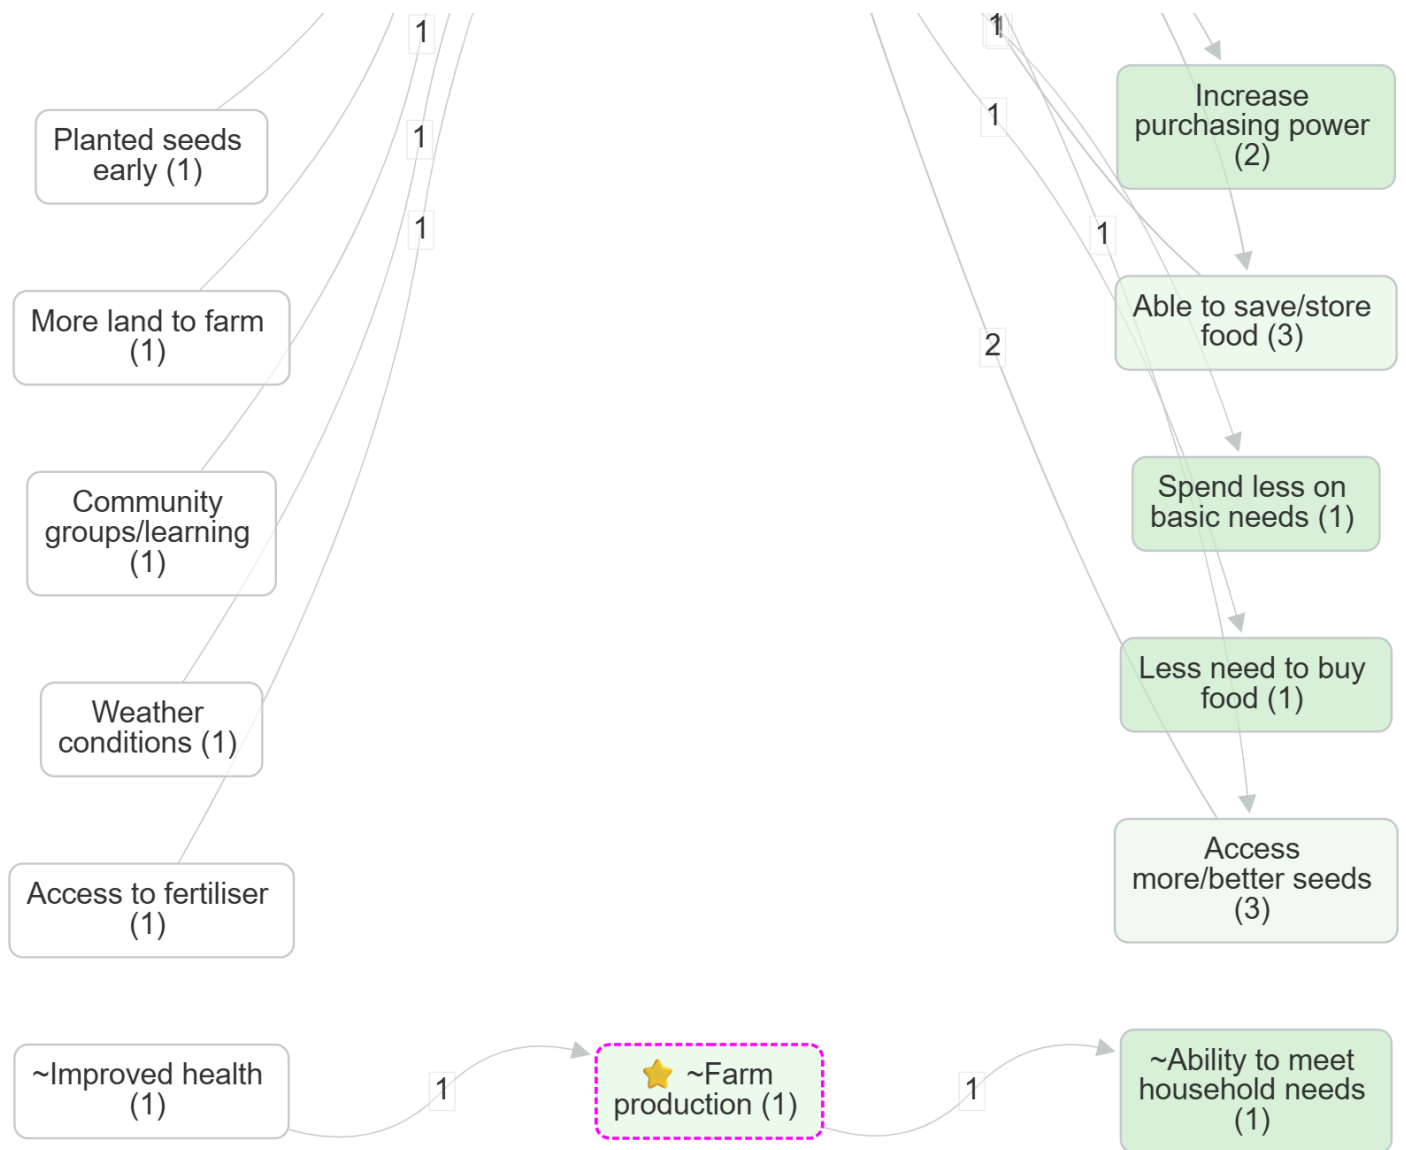 1
1
1
1
1
1
2
Planted seeds
early (1)
More land to farm
(1)
Community
groups/learning
(1)
Weather
conditions (1)
Access to fertiliser
(1)
~Improved health
(1)
1
~Farm
production (1)
1
Increase
purchasing power
(2)
Able to save/store
food (3)
Spend less on
basic needs (1)
Less need to buy
food (1)
Access
more/better seeds
(3)
~Ability to meet
household needs
(1)